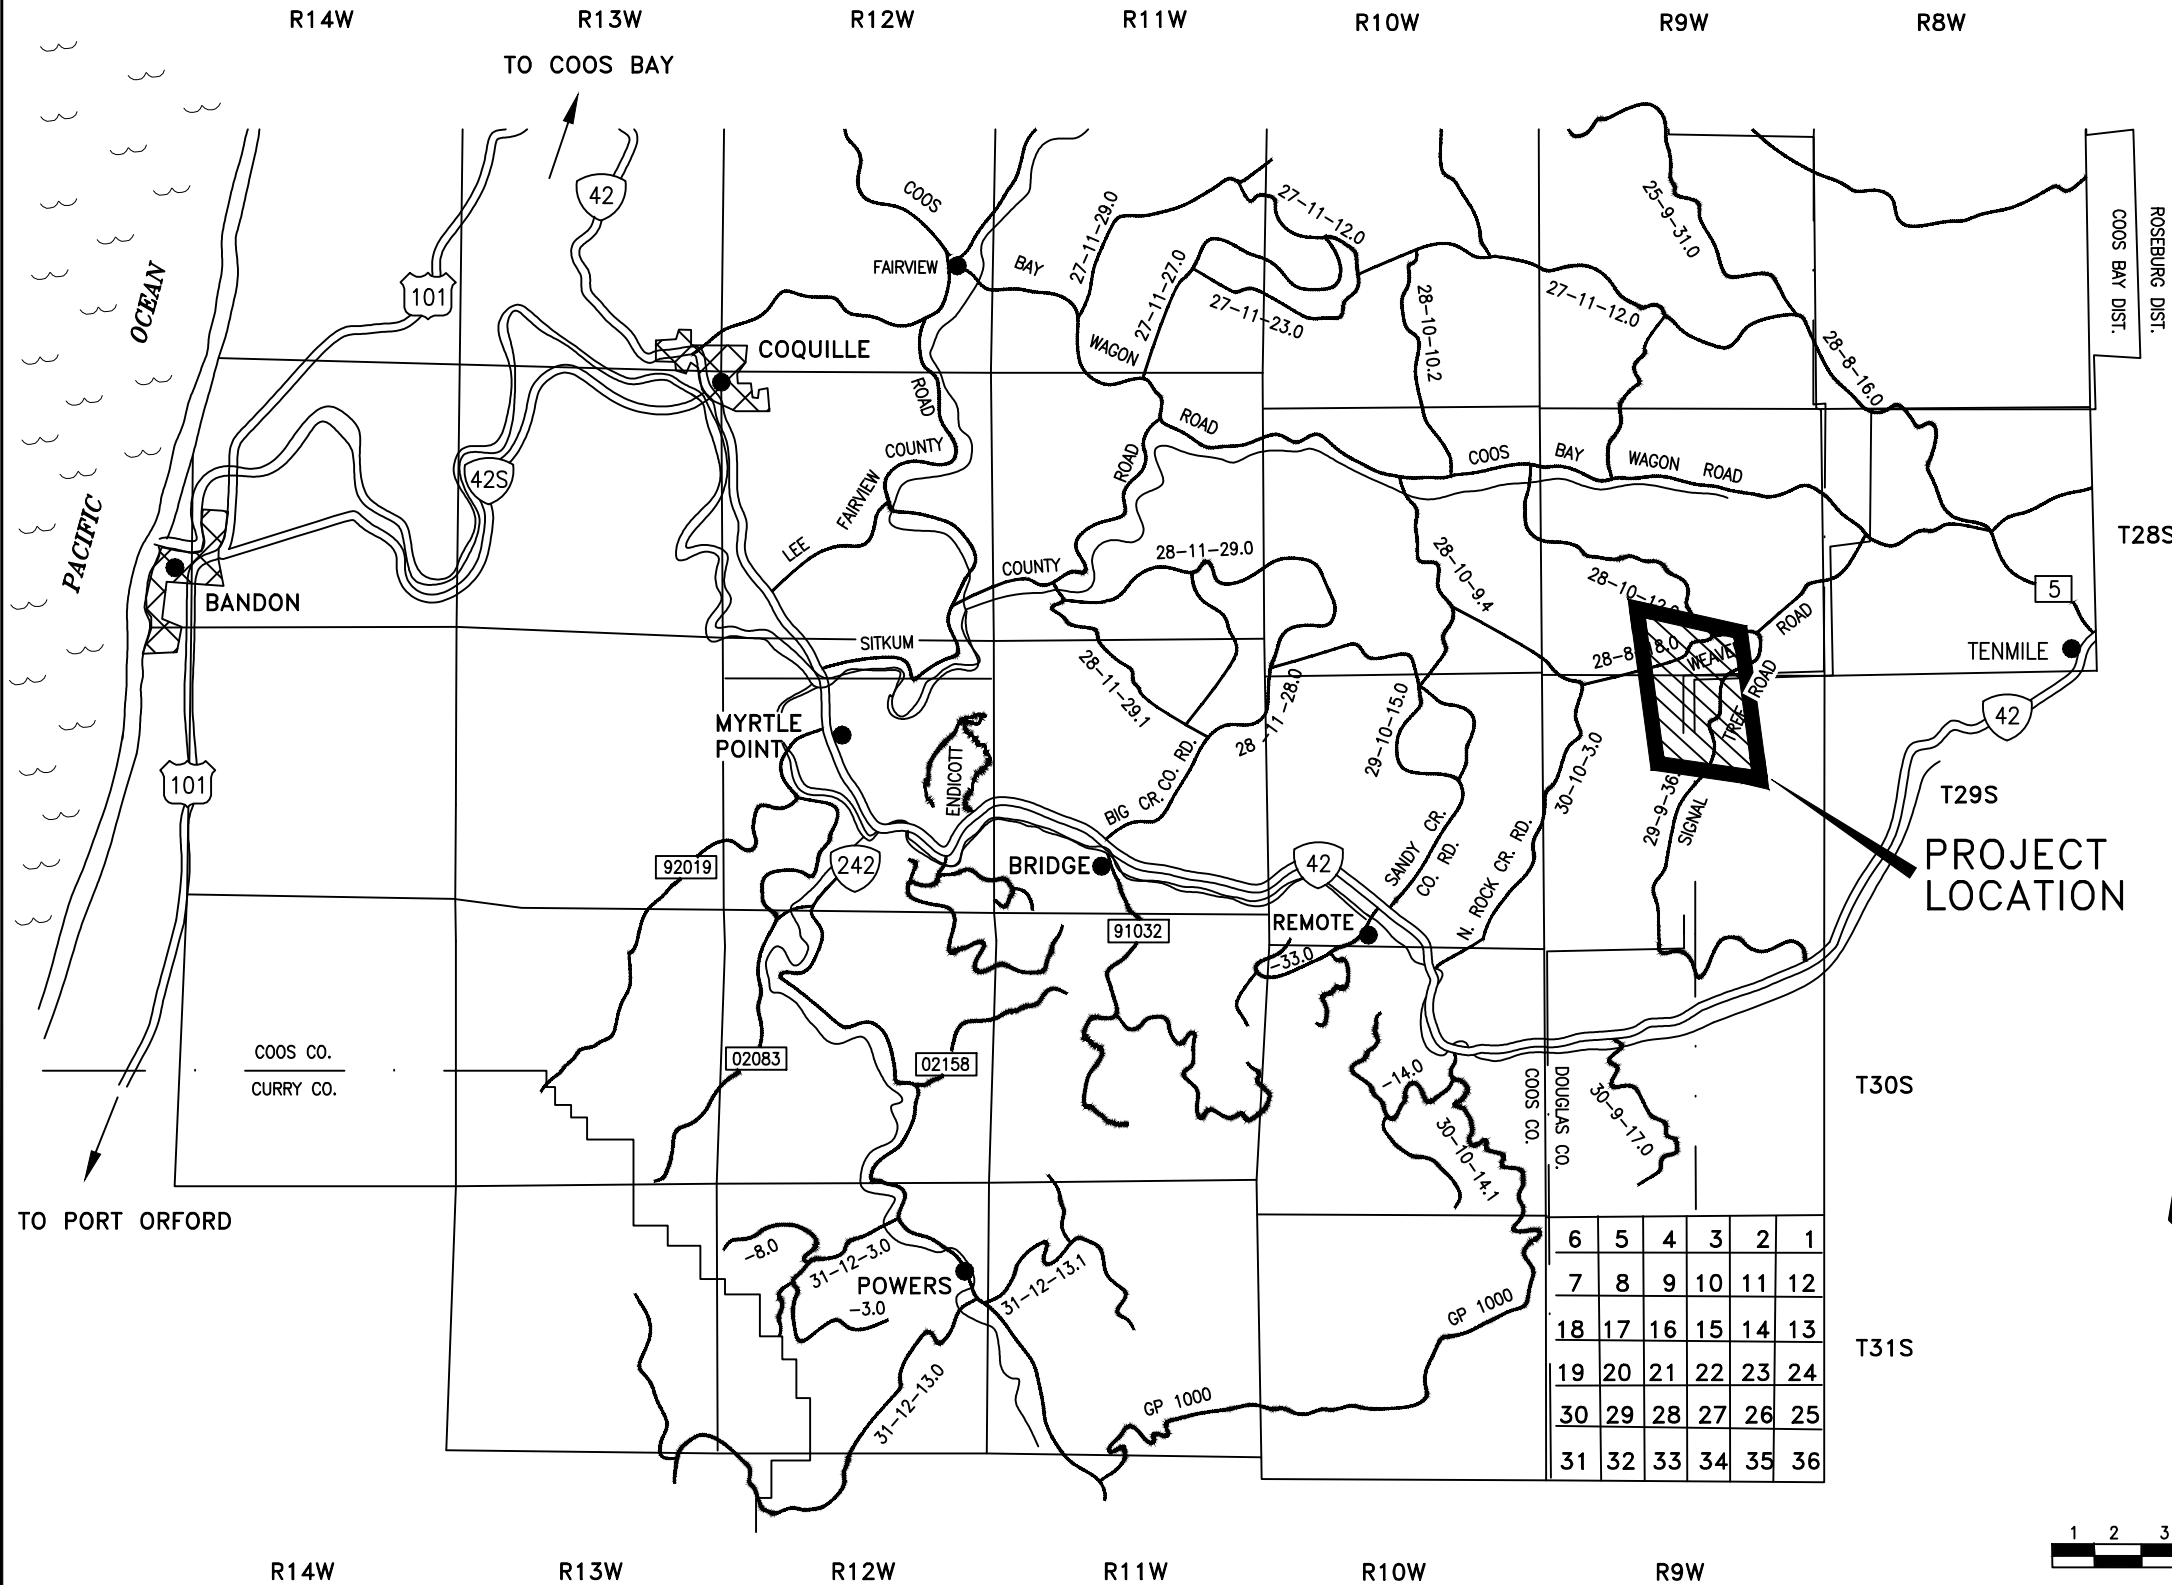 R14W R13W R12W R11W R10W R9W R8W
TO COOS BAY
42
COOS
FAIRVIEW
BAY
27-11-29.0
27-11-12.0
27-11-27.0
27-11-23.0
28-10-10.2
27-11-12.0
25-9-31.0
COOS BAY DIST.
ROSEBURG DIST.
PACIFIC OCEAN
101
COQUILLE
WAGON
28-8-16.0
ROAD
ROAD
COUNTY
ROAD
COOS BAY WAGON ROAD
42S
FAIRVIEW
LEE
T28S
28-11-29.0
COUNTY
28-10-9.4
28-10-12.0
5
BANDON
ROAD
SITKUM
28-8-18.0
WEAVER
TENMILE
28-11-29.1
28-11-28.0
29-10-15.0
ROAD
TREE
42
MYRTLE
POINT
ENDICOTT
101
BIG CR. CO. RD.
30-10-3.0
29-9-36.
SIGNAL
T29S
PROJECT
LOCATION
92019
242
BRIDGE
42
SANDY CR.
CO. RD.
N. ROCK CR. RD.
REMOTE
91032
-33.0
COOS CO.
CURRY CO.
02083
02158
-14.0
COOS CO.
DOUGLAS CO.
30-9-17.0
T30S
30-10-14.1
TO PORT ORFORD
-8.0
31-12-3.0
POWERS
-3.0
31-12-13.1
GP 1000
T31S
31-12-13.0
GP 1000
6 5 4 3 2 1
7 8 9 10 11 12
18 17 16 15 14 13
19 20 21 22 23 24
30 29 28 27 26 25
31 32 33 34 35 36
1 2 3
R14W R13W R12W R11W R10W R9W